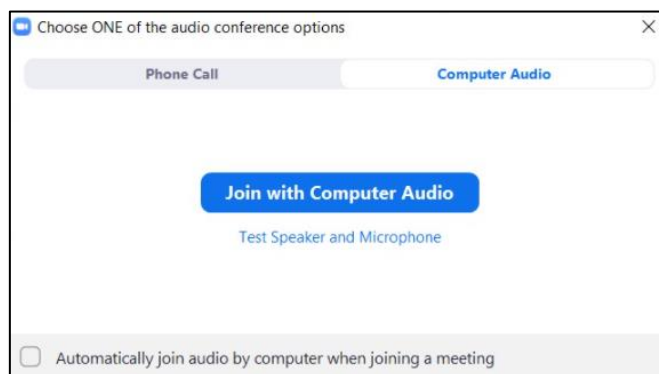 Choose ONE of the audio conference options
Phone Call
Computer Audio
Join with Computer Audio
Test Speaker and Microphone
Automatically join audio by computer when joining a meeting